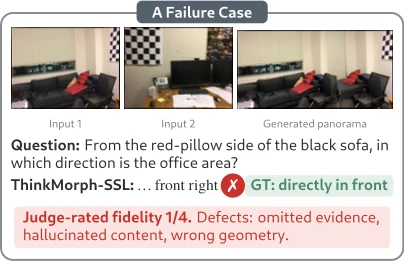 A Failure Case
Input 1 Input 2 Generated panorama
Question: From the red-pillow side of the black sofa, in
which direction is the office area?
ThinkMorph-SSL: … front right ✗ GT: directly in front
Judge-rated fidelity 1/4. Defects: omitted evidence,
hallucinated content, wrong geometry.